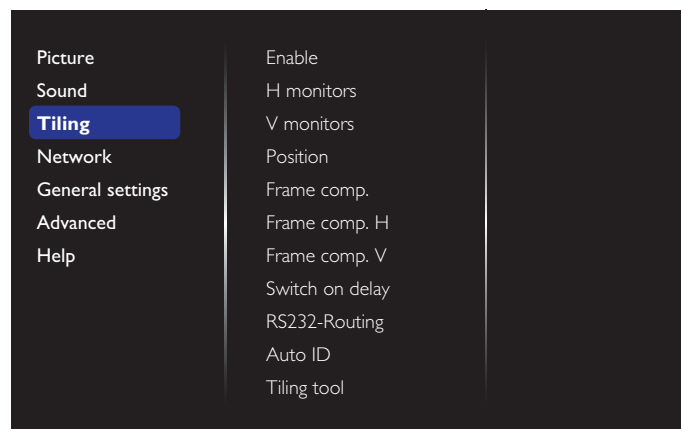 Picture
Sound
Tiling
Network
General settings
Advanced
Help
Enable
H monitors
V monitors
Position
Frame comp.
Frame comp. H
Frame comp. V
Switch on delay
RS232-Routing
Auto ID
Tiling tool